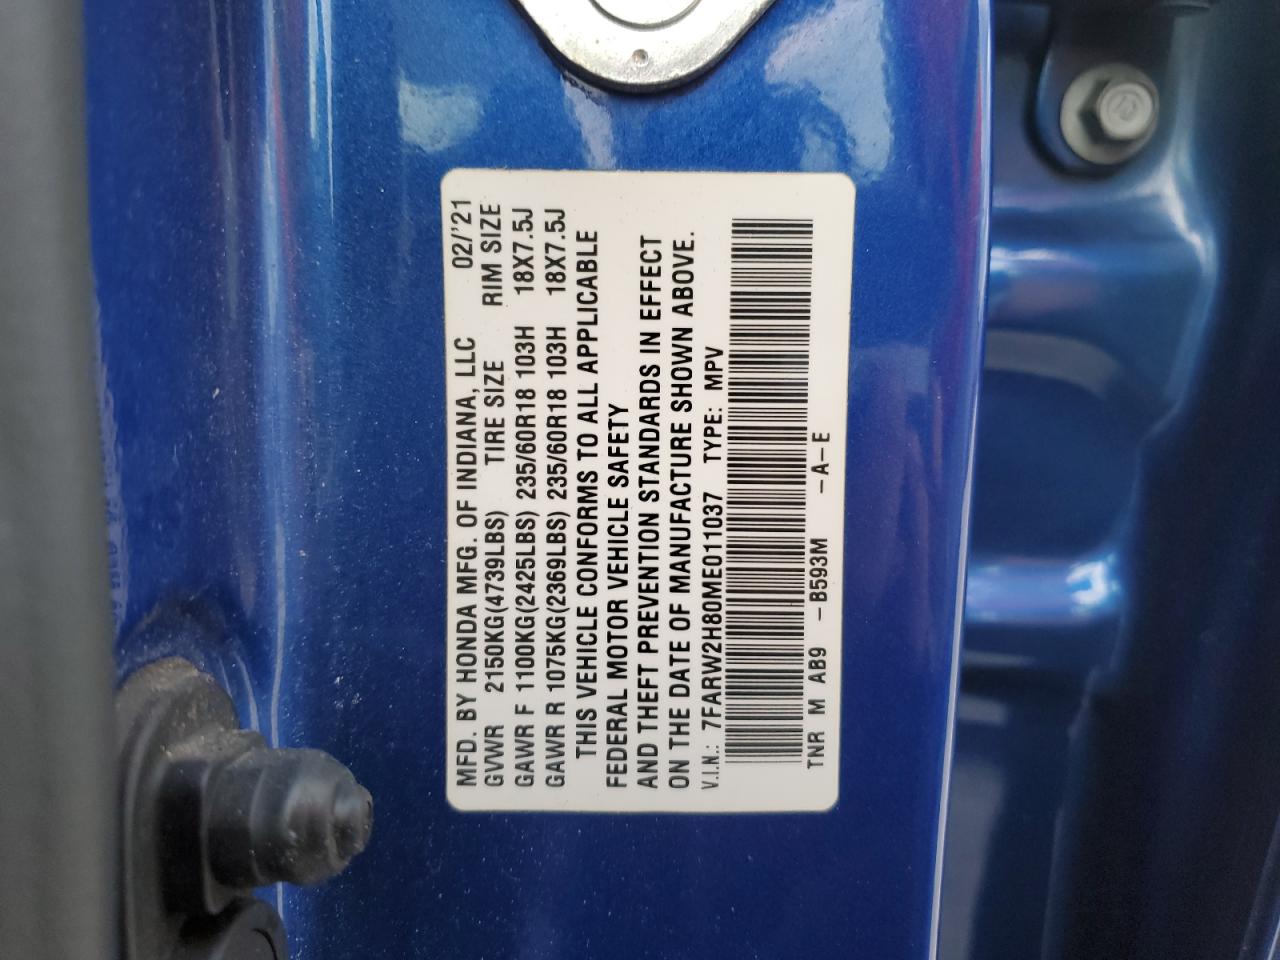 MFD. BY HONDA MFG. OF INDIANA, LLC 02/'21
GVWR 2150KG(4739LBS) TIRE SIZE RIM SIZE
GAWR F 1100KG(2425LBS) 235/60R18 103H 18X7.5J
GAWR R 1075KG(2369LBS) 235/60R18 103H 18X7.5J
THIS VEHICLE CONFORMS TO ALL APPLICABLE
FEDERAL MOTOR VEHICLE SAFETY
AND THEFT PREVENTION STANDARDS IN EFFECT
ON THE DATE OF MANUFACTURE SHOWN ABOVE.
V.I.N.: 7FARW2H80ME011037 TYPE: MPV
TNR M AB9 -B593M -A-E